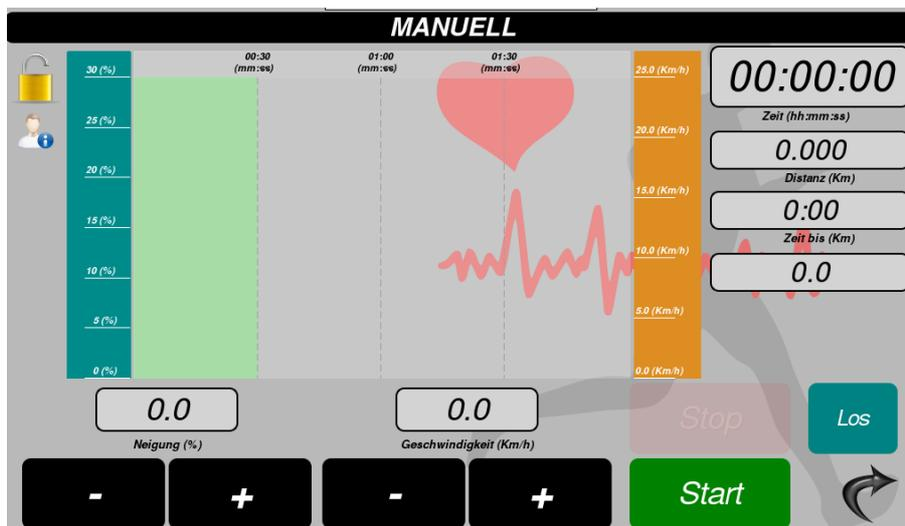 MANUELL
00:30
(mm:ss)
01:00
(mm:ss)
01:30
(mm:ss)
30 (%)
25 (%)
20 (%)
15 (%)
10 (%)
5 (%)
0 (%)
25.0 (Km/h)
20.0 (Km/h)
15.0 (Km/h)
10.0 (Km/h)
5.0 (Km/h)
0.0 (Km/h)
00:00:00
Zeit (hh:mm:ss)
0.000
Distanz (Km)
0:00
Zeit bis (Km)
0.0
0.0
Neigung (%)
0.0
Geschwindigkeit (Km/h)
Stop
Los
-
+
-
+
Start